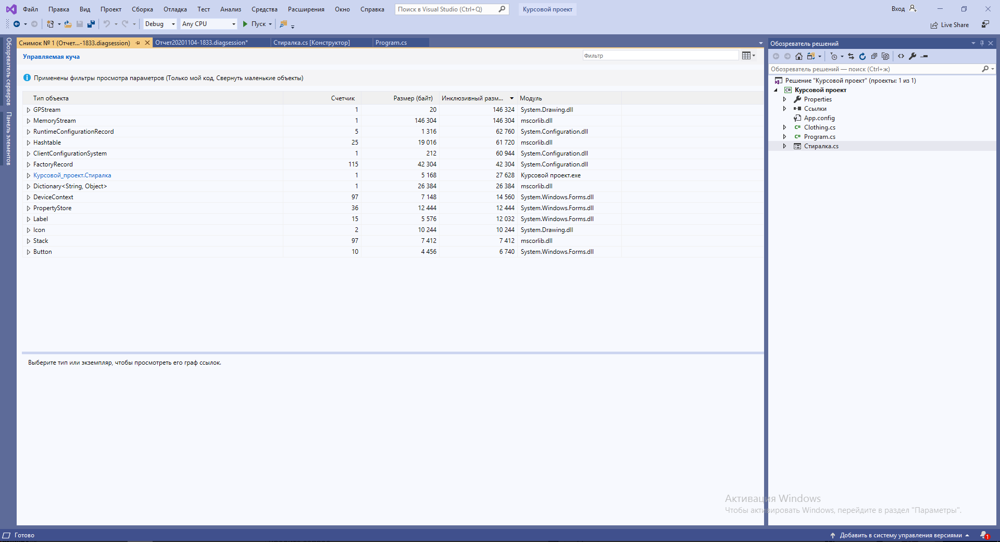 Файл Правка Вид Проект Сборка Отладка Тест Анализ Средства Расширения Окно Справка Поиск в Visual Studio (Ctrl+Q) Курсовой проект Вход
Debug Any CPU Пуск Live Share
Обозреватель серверов
Панель элементов
Снимок № 1 (Отчет...-1833.diagsession) Отчет20201104-1833.diagsession* Стиралка.cs [Конструктор] Program.cs
Управляемая куча Фильтр
Применены фильтры просмотра параметров (Только мой код, Свернуть маленькие объекты)
Тип объекта Счетчик Размер (байт) Инклюзивный разм... Модуль
GPStream 1 20 146 324 System.Drawing.dll
MemoryStream 1 146 304 146 304 mscorlib.dll
RuntimeConfigurationRecord 5 1 316 62 760 System.Configuration.dll
Hashtable 25 19 016 61 720 mscorlib.dll
ClientConfigurationSystem 1 212 60 944 System.Configuration.dll
FactoryRecord 115 42 304 42 304 System.Configuration.dll
Курсовой_проект.Стиралка 1 5 168 27 628 Курсовой проект.exe
Dictionary<String, Object> 1 26 384 26 384 mscorlib.dll
DeviceContext 97 7 148 14 560 System.Windows.Forms.dll
PropertyStore 36 12 444 12 444 System.Windows.Forms.dll
Label 15 5 576 12 032 System.Windows.Forms.dll
Icon 2 10 244 10 244 System.Drawing.dll
Stack 97 7 412 7 412 mscorlib.dll
Button 10 4 456 6 740 System.Windows.Forms.dll
Выберите тип или экземпляр, чтобы просмотреть его граф ссылок.
Обозреватель решений
Обозреватель решений — поиск (Ctrl+ж)
Решение "Курсовой проект" (проекты: 1 из 1)
C# Курсовой проект
Properties
Ссылки
App.config
C# Clothing.cs
C# Program.cs
Стиралка.cs
Активация Windows
Чтобы активировать Windows, перейдите в раздел "Параметры".
Готово Добавить в систему управления версиями 1